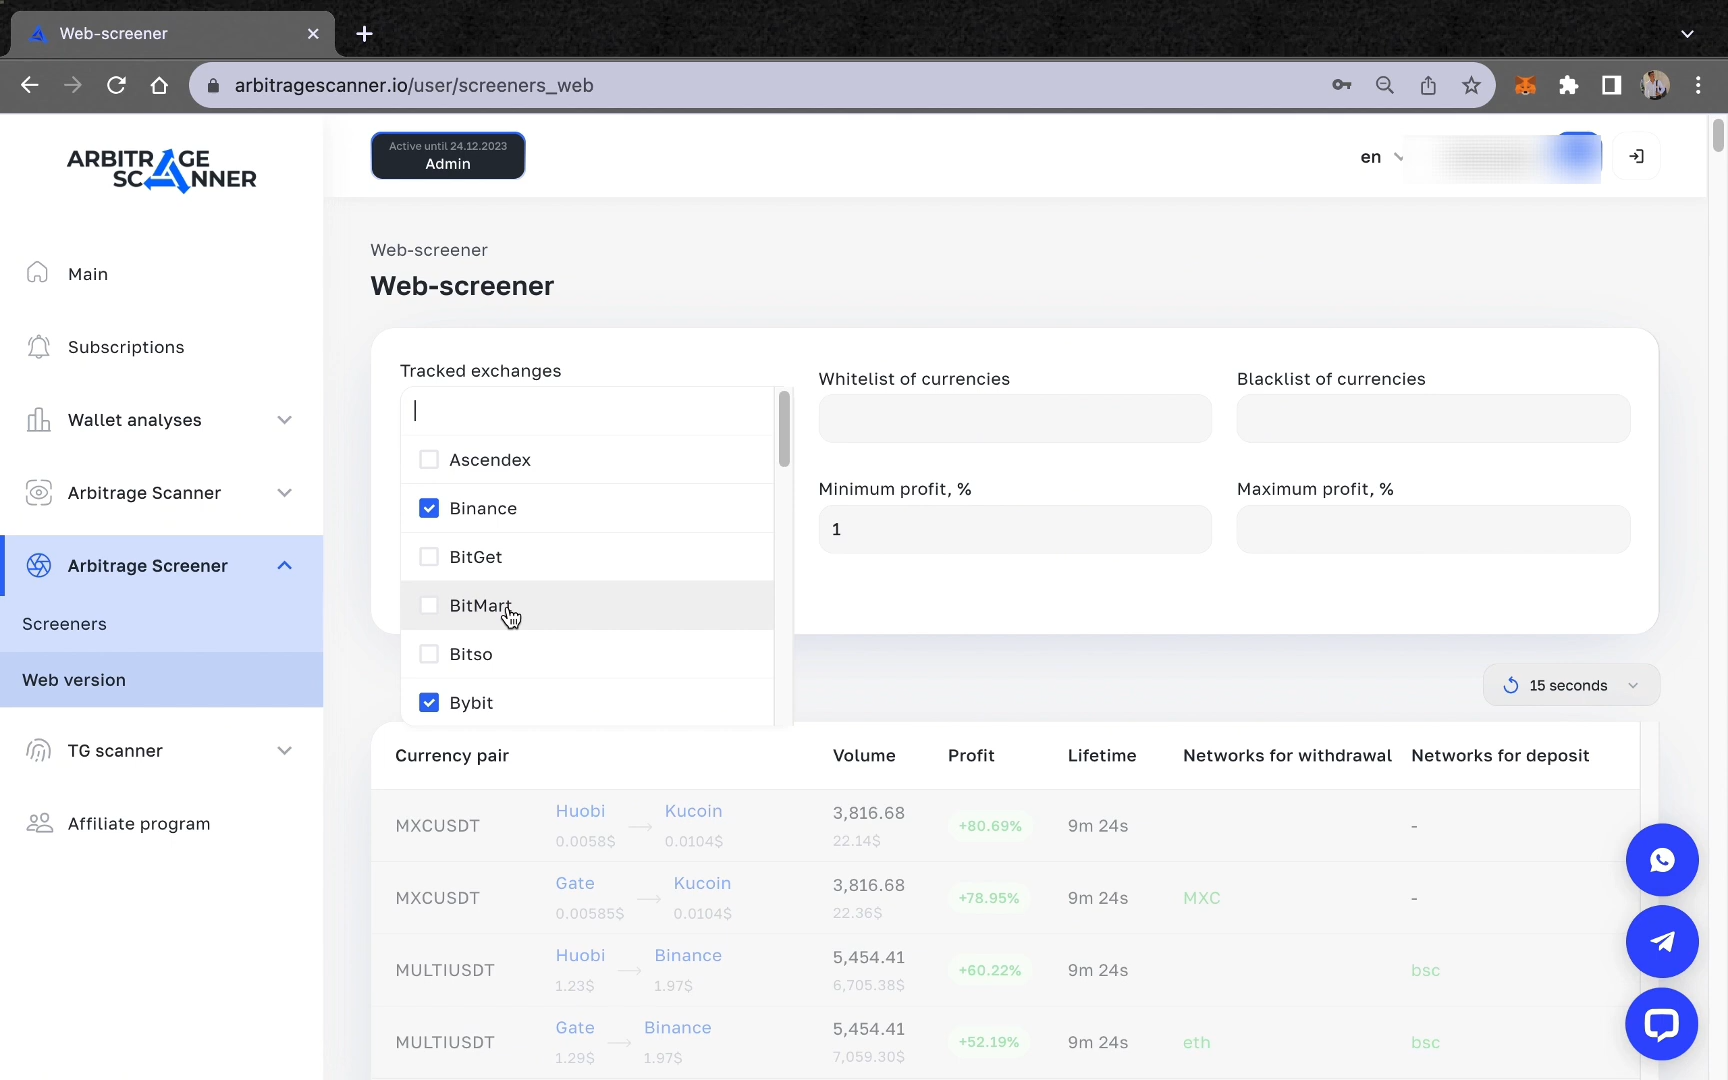 Web-screener
arbitragescanner.io/user/screeners_web
ARBITRAGE
SCANNER
Active until 24.12.2023
Admin
en
Main
Subscriptions
Wallet analyses
Arbitrage Scanner
Arbitrage Screener
Screeners
Web version
TG scanner
Affiliate program
Web-screener
Web-screener
Tracked exchanges
Ascendex
Binance
BitGet
BitMart
Bitso
Bybit
Whitelist of currencies
Blacklist of currencies
Minimum profit, %
1
Maximum profit, %
15 seconds
Currency pair Volume Profit Lifetime Networks for withdrawal Networks for deposit
MXCUSDT Huobi → Kucoin 3,816.68 +80.69% 9m 24s -
0.0058$ 0.0104$ 22.14$
MXCUSDT Gate → Kucoin 3,816.68 +78.95% 9m 24s MXC -
0.00585$ 0.0104$ 22.36$
MULTIUSDT Huobi → Binance 5,454.41 +60.22% 9m 24s bsc
1.23$ 1.97$ 6,705.38$
MULTIUSDT Gate → Binance 5,454.41 +52.19% 9m 24s eth bsc
1.29$ 1.97$ 7,059.30$